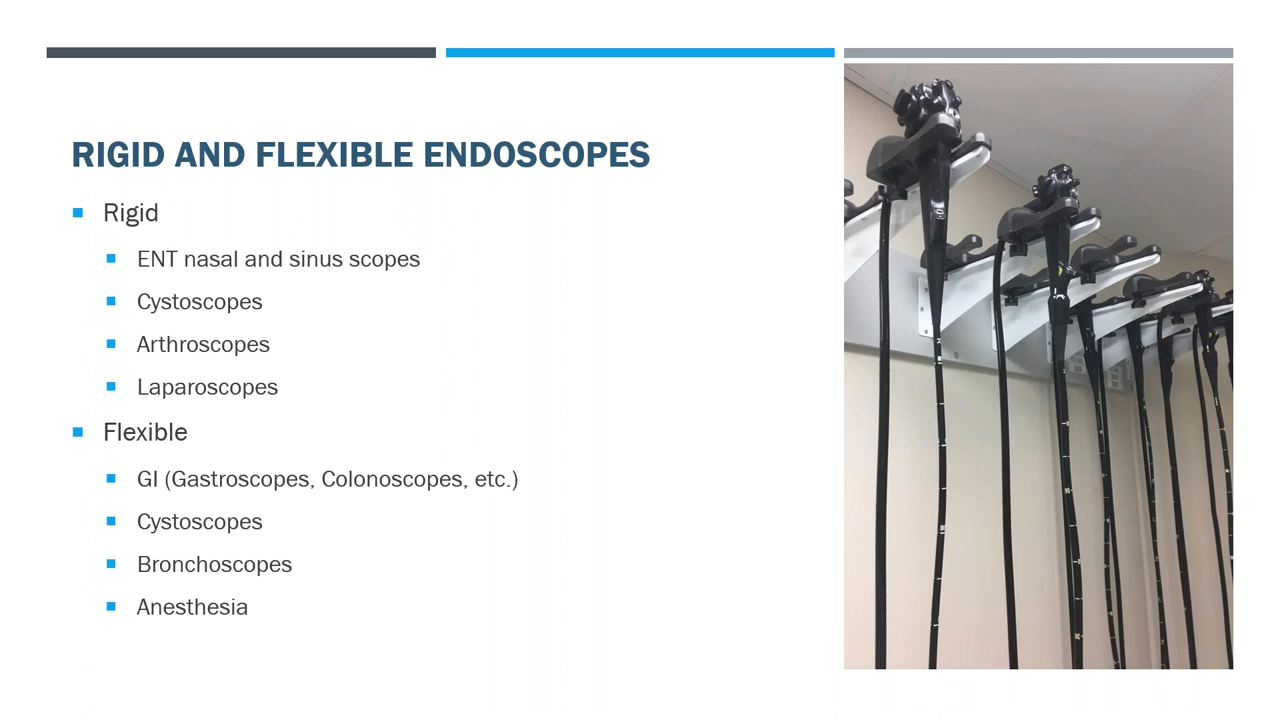 RIGID AND FLEXIBLE ENDOSCOPES
Rigid
ENT nasal and sinus scopes
Cystoscopes
Arthroscopes
Laparoscopes
Flexible
GI (Gastroscopes, Colonoscopes, etc.)
Cystoscopes
Bronchoscopes
Anesthesia